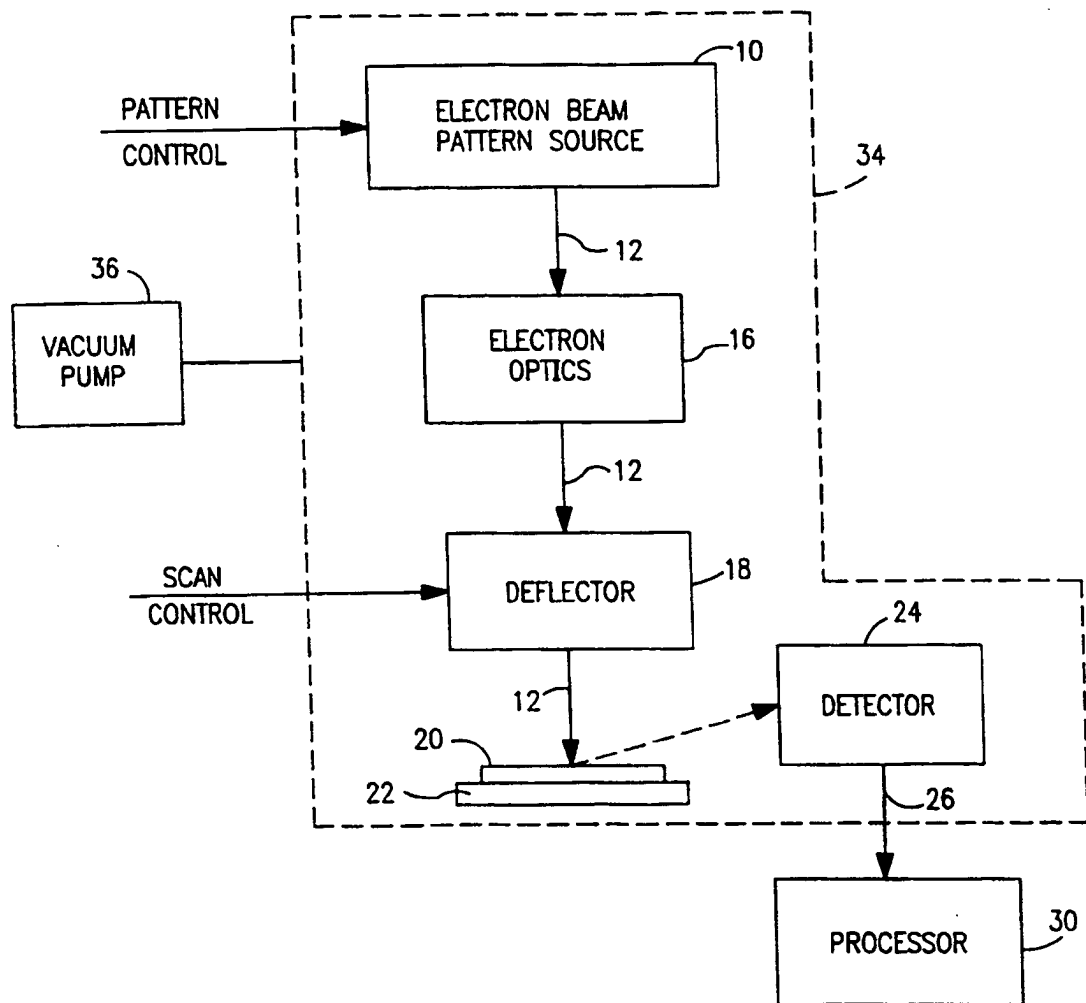 10
ELECTRON BEAM
PATTERN SOURCE
PATTERN
CONTROL
34
12
36
VACUUM
PUMP
ELECTRON
OPTICS
16
12
SCAN
CONTROL
DEFLECTOR
18
24
12
DETECTOR
20
22
26
PROCESSOR
30